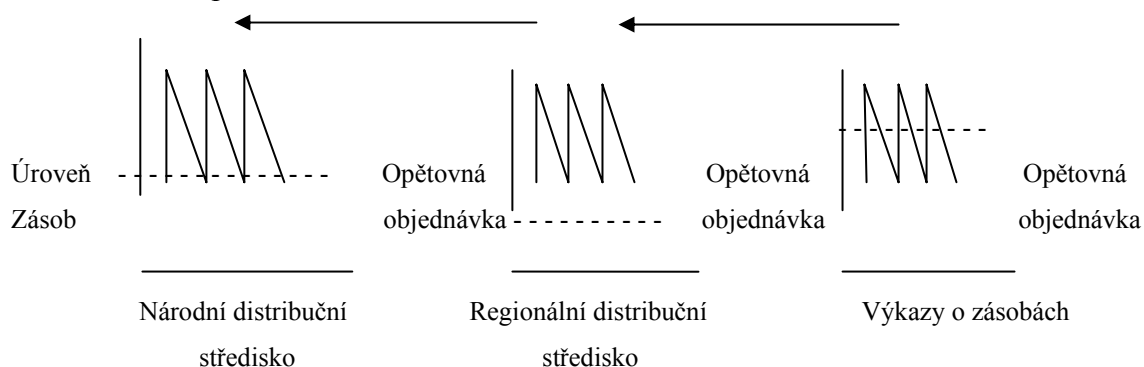 Úroveň Opětovná Opětovná Opětovná
Zásob objednávka objednávka objednávka
Národní distribuční Regionální distribuční Výkazy o zásobách
středisko středisko